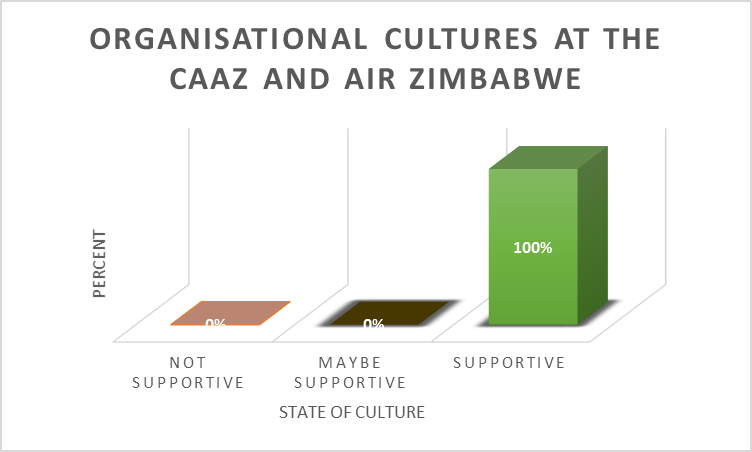 ORGANISATIONAL CULTURES AT THE
CAAZ AND AIR ZIMBABWE
PERCENT
0%
0%
100%
NOT
SUPPORTIVE
MAYBE
SUPPORTIVE
SUPPORTIVE
STATE OF CULTURE